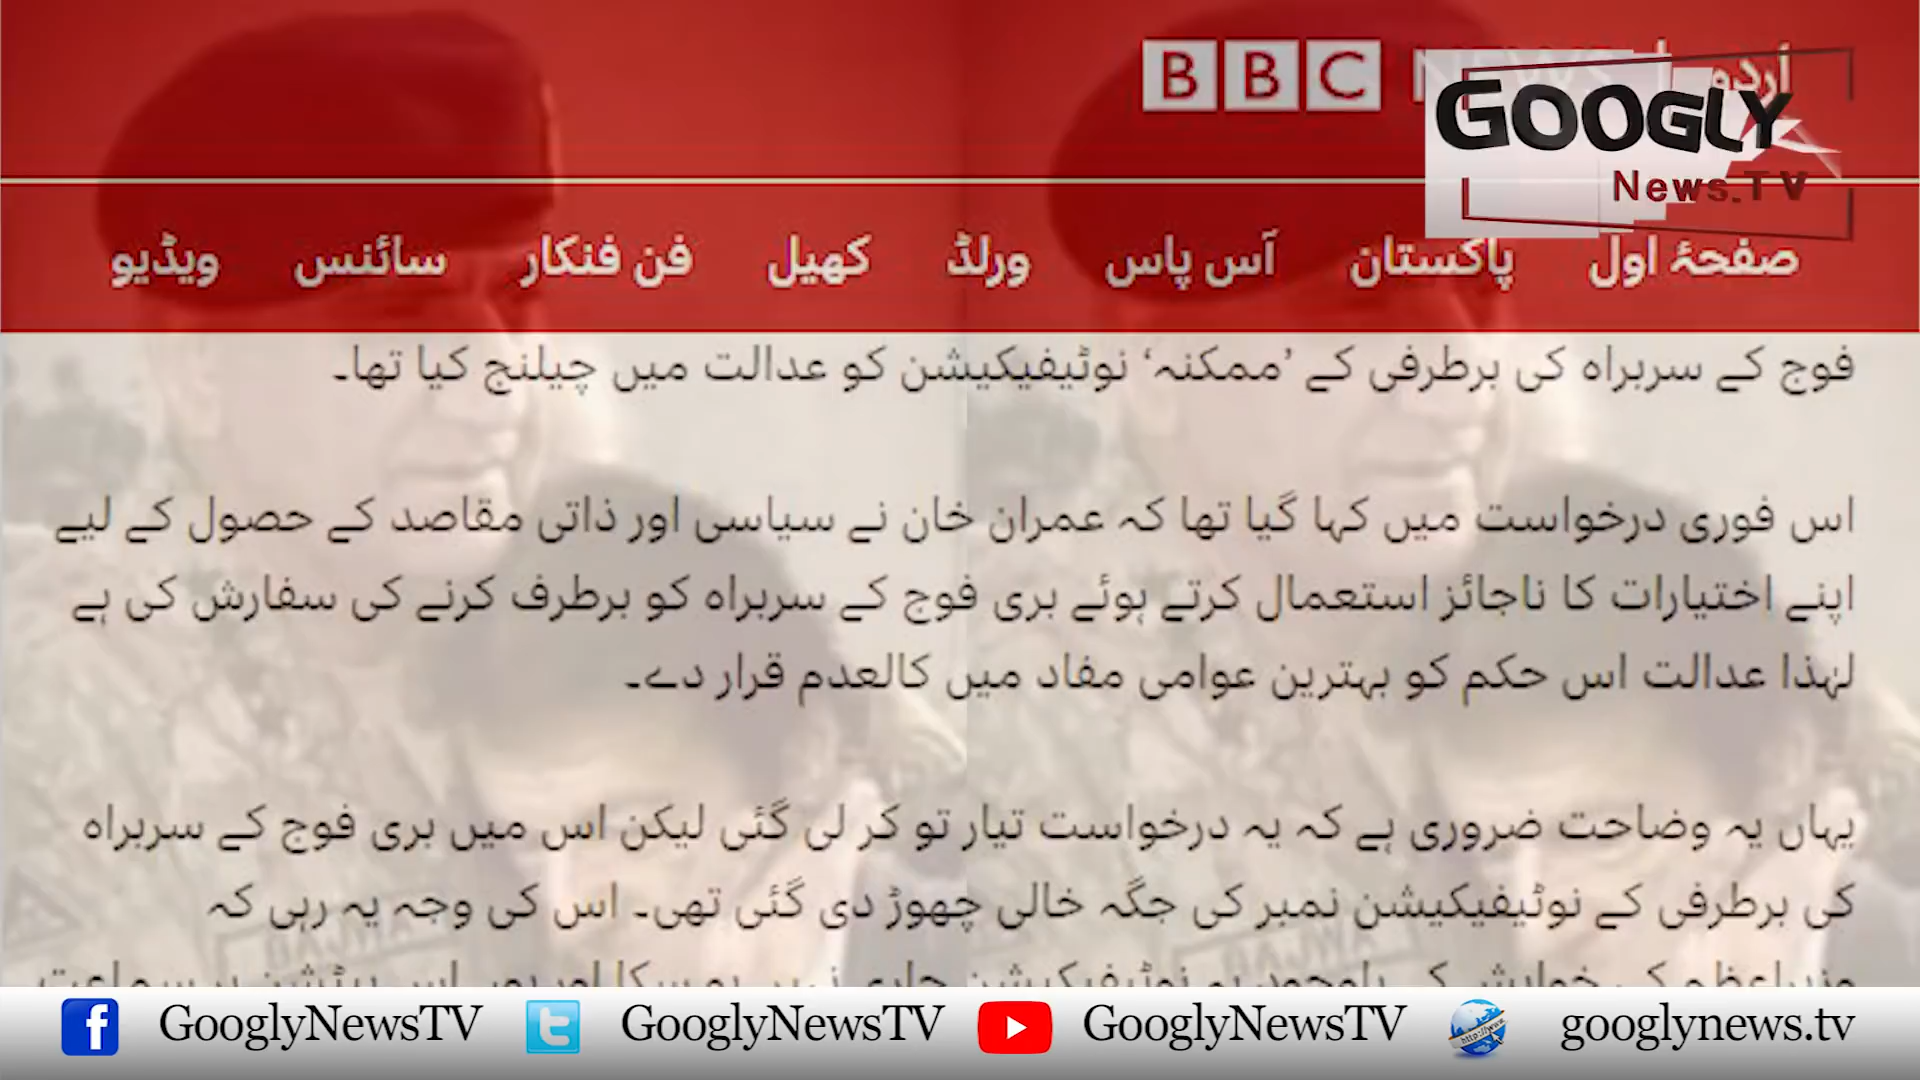 BBC NEWS | اردو
GOOGLY
News.TV
صفحۂ اول پاکستان آس پاس ورلڈ کھیل فن فنکار سائنس ویڈیو
فوج کے سربراہ کی برطرفی کے ’ممکنہ‘ نوٹیفیکیشن کو عدالت میں چیلنج کیا تھا۔
اس فوری درخواست میں کہا گیا تھا کہ عمران خان نے سیاسی اور ذاتی مقاصد کے حصول کے لیے
اپنے اختیارات کا ناجائز استعمال کرتے ہوئے بری فوج کے سربراہ کو برطرف کرنے کی سفارش کی ہے
لہٰذا عدالت اس حکم کو بہترین عوامی مفاد میں کالعدم قرار دے۔
یہاں یہ وضاحت ضروری ہے کہ یہ درخواست تیار تو کر لی گئی لیکن اس میں بری فوج کے سربراہ
کی برطرفی کے نوٹیفیکیشن نمبر کی جگہ خالی چھوڑ دی گئی تھی۔ اس کی وجہ یہ رہی کہ
BAJWA BAJWA
GooglyNewsTV GooglyNewsTV GooglyNewsTV googlynews.tv